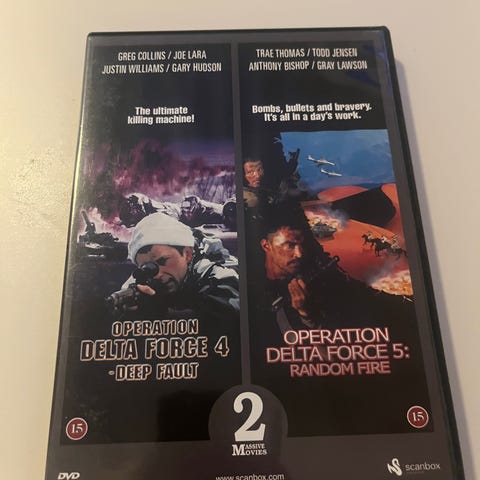 GREG COLLINS / JOE LARA
JUSTIN WILLIAMS / GARY HUDSON
The ultimate
killing machine!
OPERATION
DELTA FORCE 4
-DEEP FAULT
15
TRAE THOMAS / TODD JENSEN
ANTHONY BISHOP / GRAY LAWSON
Bombs, bullets and bravery.
It's all in a day's work.
OPERATION
DELTA FORCE 5:
RANDOM FIRE
15
2
MASSIVE
MOVIES
DVD
www.scanbox.com
scanbox